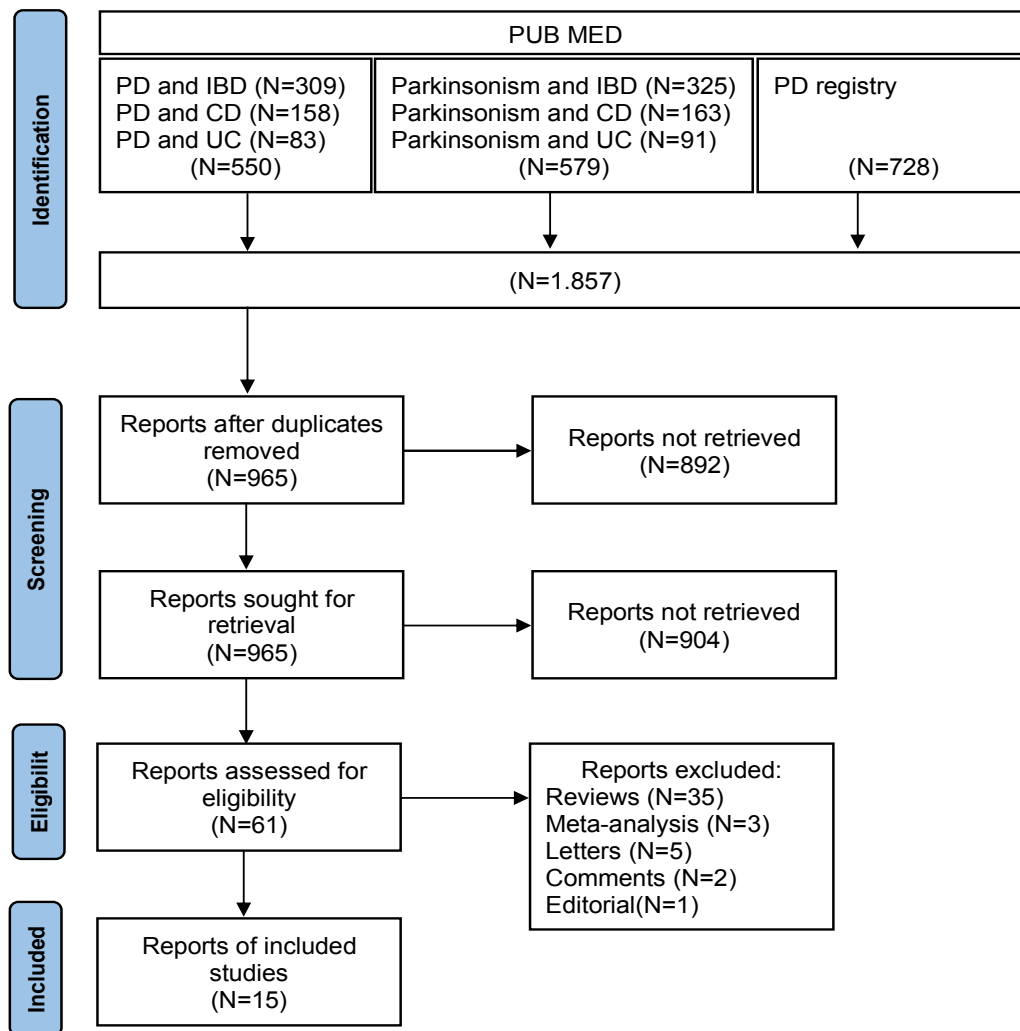 PUB MED
Identification
PD and IBD (N=309)
PD and CD (N=158)
PD and UC (N=83)
(N=550)
Parkinsonism and IBD (N=325)
Parkinsonism and CD (N=163)
Parkinsonism and UC (N=91)
(N=579)
PD registry
(N=728)
(N=1.857)
Screening
Reports after duplicates
removed
(N=965)
Reports not retrieved
(N=892)
Reports sought for
retrieval
(N=965)
Reports not retrieved
(N=904)
Eligibilit
Reports assessed for
eligibility
(N=61)
Reports excluded:
Reviews (N=35)
Meta-analysis (N=3)
Letters (N=5)
Comments (N=2)
Editorial(N=1)
Included
Reports of included
studies
(N=15)